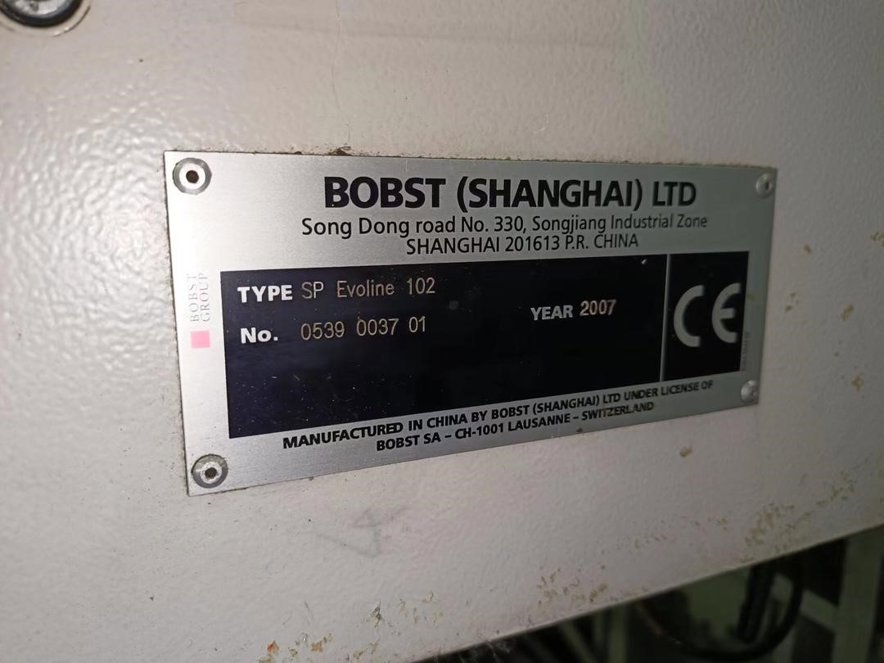 BOBST (SHANGHAI) LTD
Song Dong road No. 330, Songjiang Industrial Zone
SHANGHAI 201613 P.R. CHINA
BOBST
GROUP
TYPE SP Evoline 102
No. 0539 0037 01
YEAR 2007
CE
MANUFACTURED IN CHINA BY BOBST (SHANGHAI) LTD UNDER LICENSE OF
BOBST SA – CH-1001 LAUSANNE – SWITZERLAND